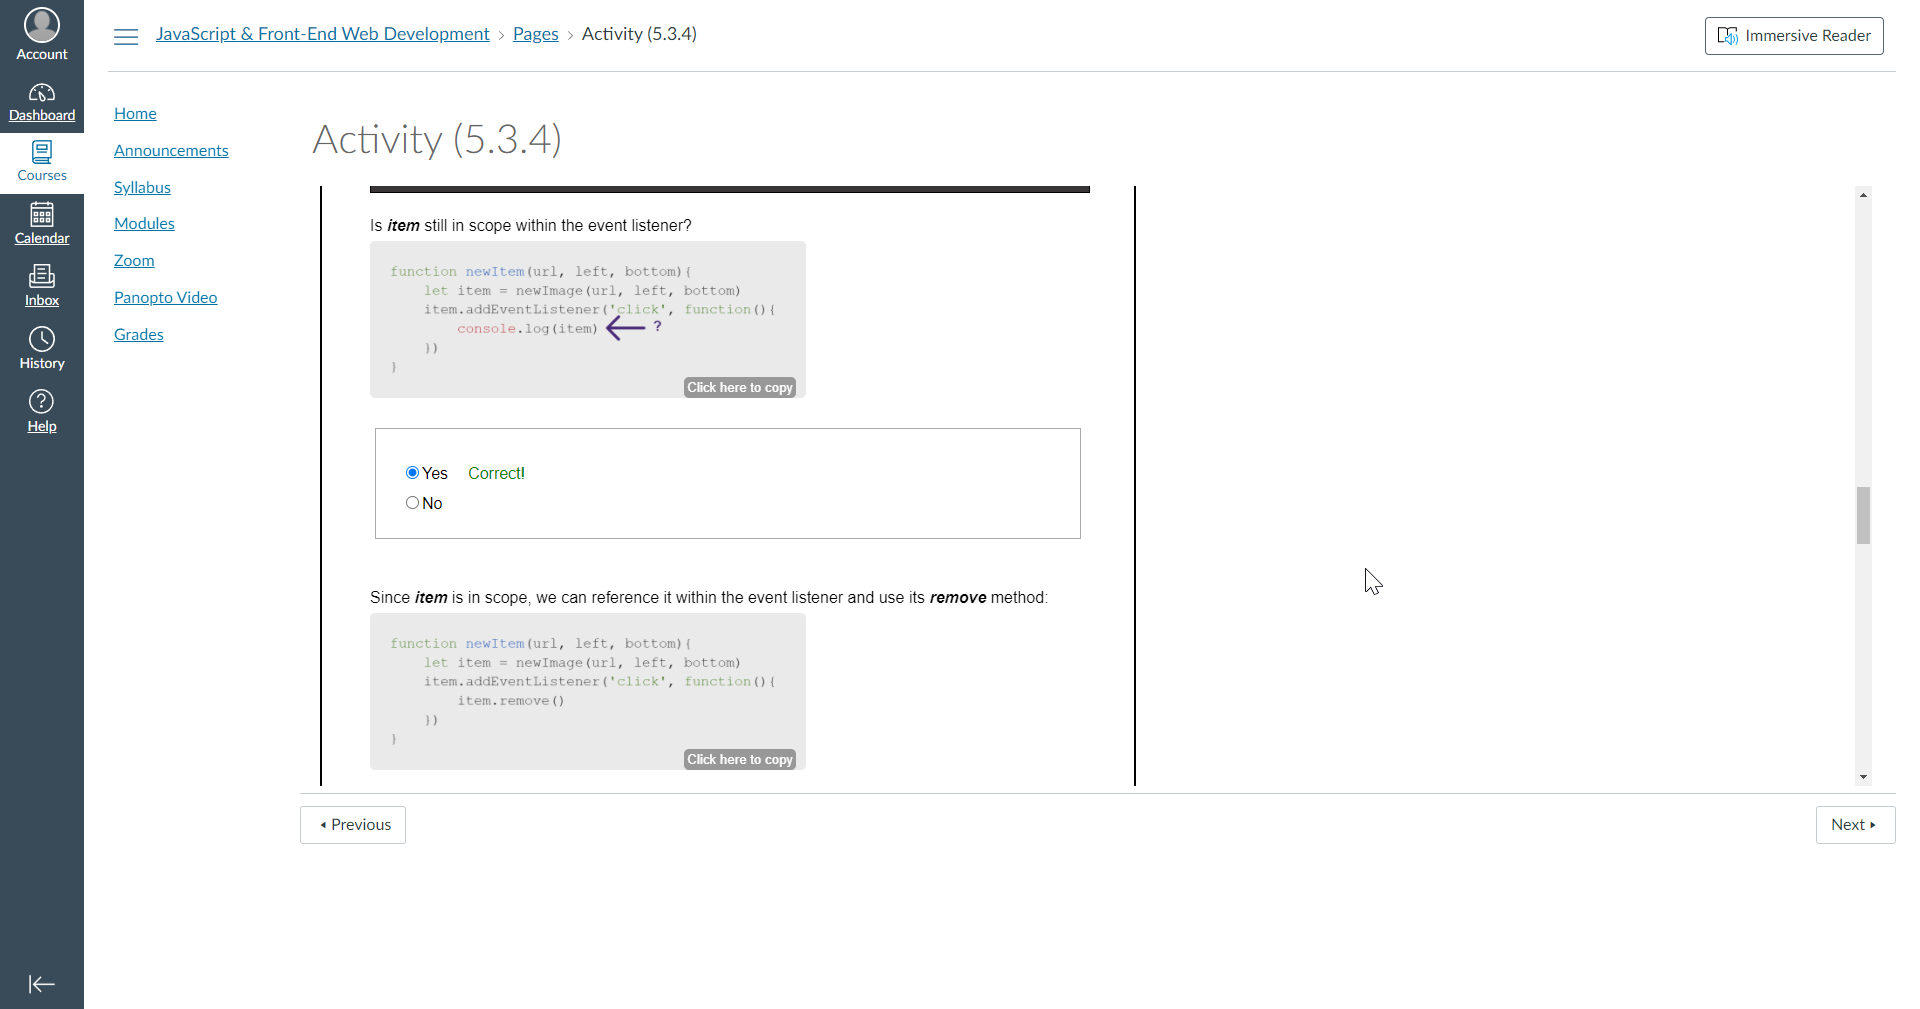 Account
Dashboard
Courses
Calendar
Inbox
History
Help
JavaScript & Front-End Web Development › Pages › Activity (5.3.4)
Immersive Reader
Home
Announcements
Syllabus
Modules
Zoom
Panopto Video
Grades
Activity (5.3.4)
Is item still in scope within the event listener?
function newItem(url, left, bottom){
let item = newImage(url, left, bottom)
item.addEventListener('click', function(){
console.log(item) ?
})
}
Click here to copy
Yes Correct!
No
Since item is in scope, we can reference it within the event listener and use its remove method:
function newItem(url, left, bottom){
let item = newImage(url, left, bottom)
item.addEventListener('click', function(){
item.remove()
})
}
Click here to copy
Previous
Next